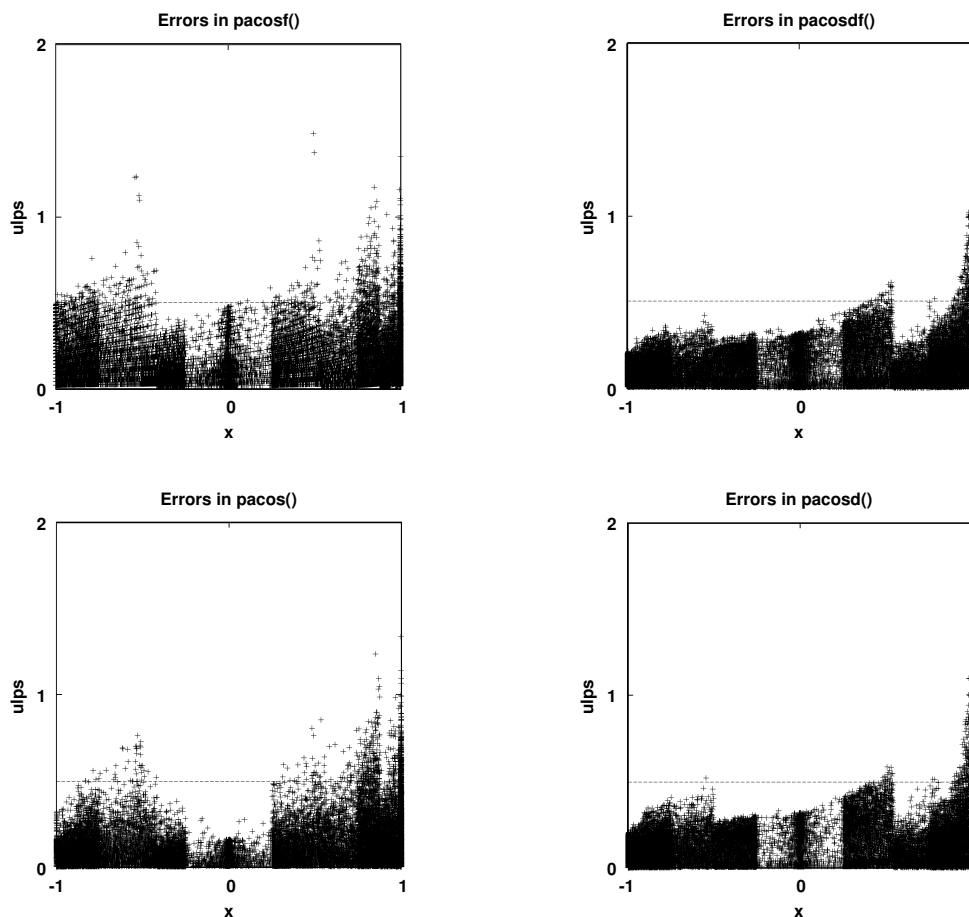 Errors in pacosf()
2
1
0
ulps
-1
0
1
x
Errors in pacosdf()
2
1
0
ulps
-1
0
x
Errors in pacos()
2
1
0
ulps
-1
0
1
x
Errors in pacosd()
2
1
0
ulps
-1
0
x